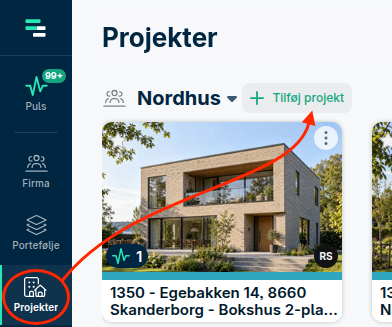 Projekter
99+
Puls
Nordhus
Tilføj projekt
Firma
Portefølje
1
RS
Projekter
1350 - Egebakken 14, 8660
Skanderborg - Bokshus 2-pla...